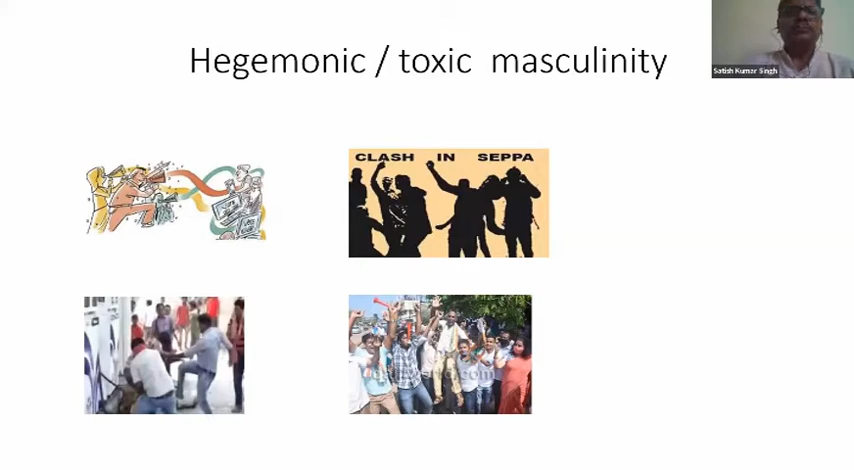 Hegemonic / toxic masculinity
Satish Kumar Singh
CLASH IN SEPPA